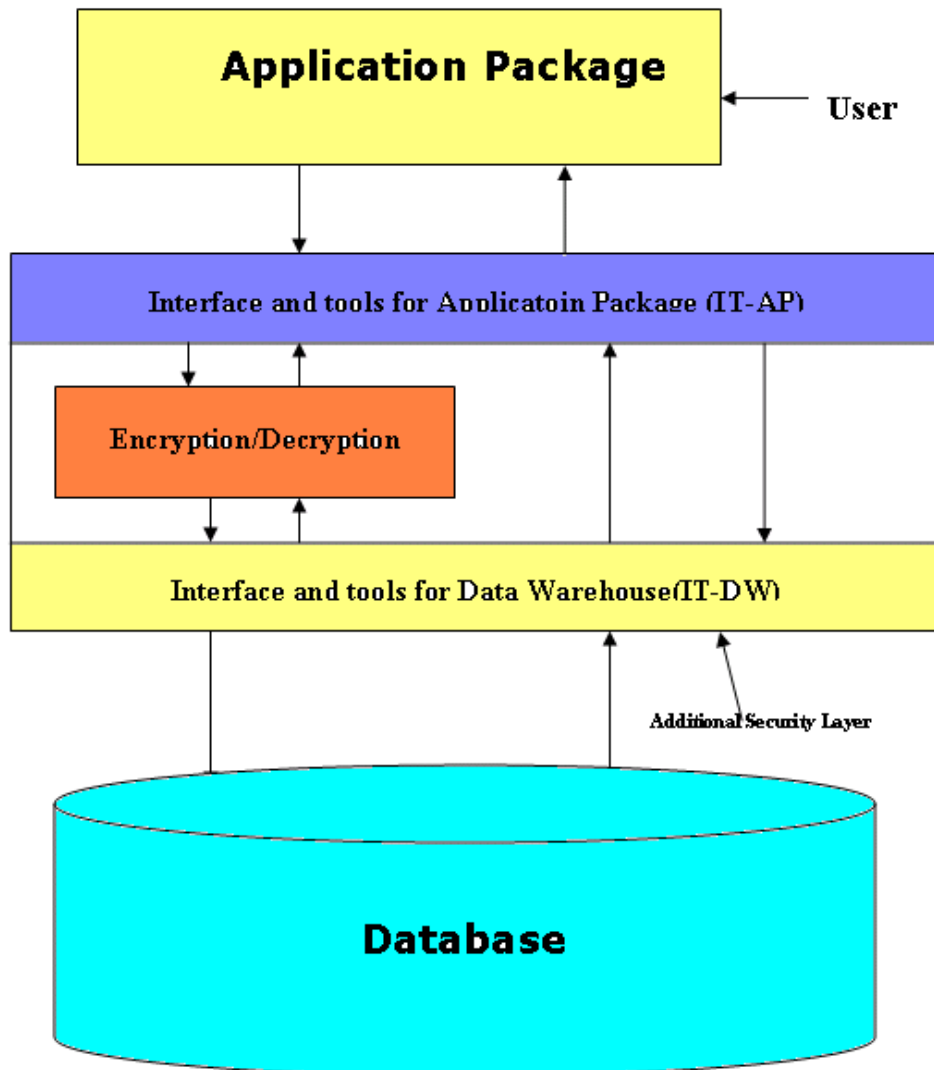 Application Package
User
Interface and tools for Applicatoin Package (IT-AP)
Encryption/Decryption
Interface and tools for Data Warehouse(IT-DW)
Additional Security Layer
Database